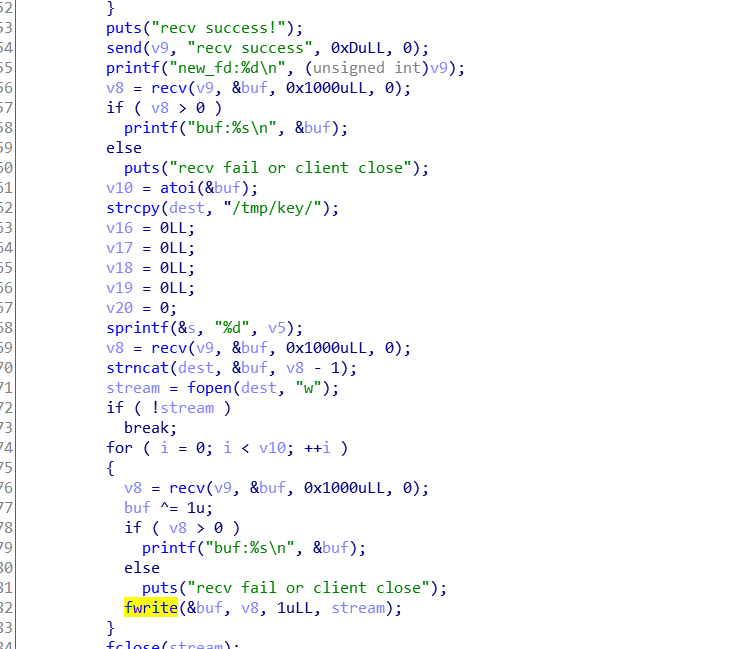 52 }
53 puts("recv success!");
54 send(v9, "recv success", 0xDuLL, 0);
55 printf("new_fd:%d\n", (unsigned int)v9);
56 v8 = recv(v9, &buf, 0x1000uLL, 0);
57 if ( v8 > 0 )
58 printf("buf:%s\n", &buf);
59 else
60 puts("recv fail or client close");
61 v10 = atoi(&buf);
62 strcpy(dest, "/tmp/key/");
63 v16 = 0LL;
64 v17 = 0LL;
65 v18 = 0LL;
66 v19 = 0LL;
67 v20 = 0;
68 sprintf(&s, "%d", v5);
69 v8 = recv(v9, &buf, 0x1000uLL, 0);
70 strncat(dest, &buf, v8 - 1);
71 stream = fopen(dest, "w");
72 if ( !stream )
73 break;
74 for ( i = 0; i < v10; ++i )
75 {
76 v8 = recv(v9, &buf, 0x1000uLL, 0);
77 buf ^= 1u;
78 if ( v8 > 0 )
79 printf("buf:%s\n", &buf);
80 else
81 puts("recv fail or client close");
82 fwrite(&buf, v8, 1uLL, stream);
83 }
84 fclose(stream);